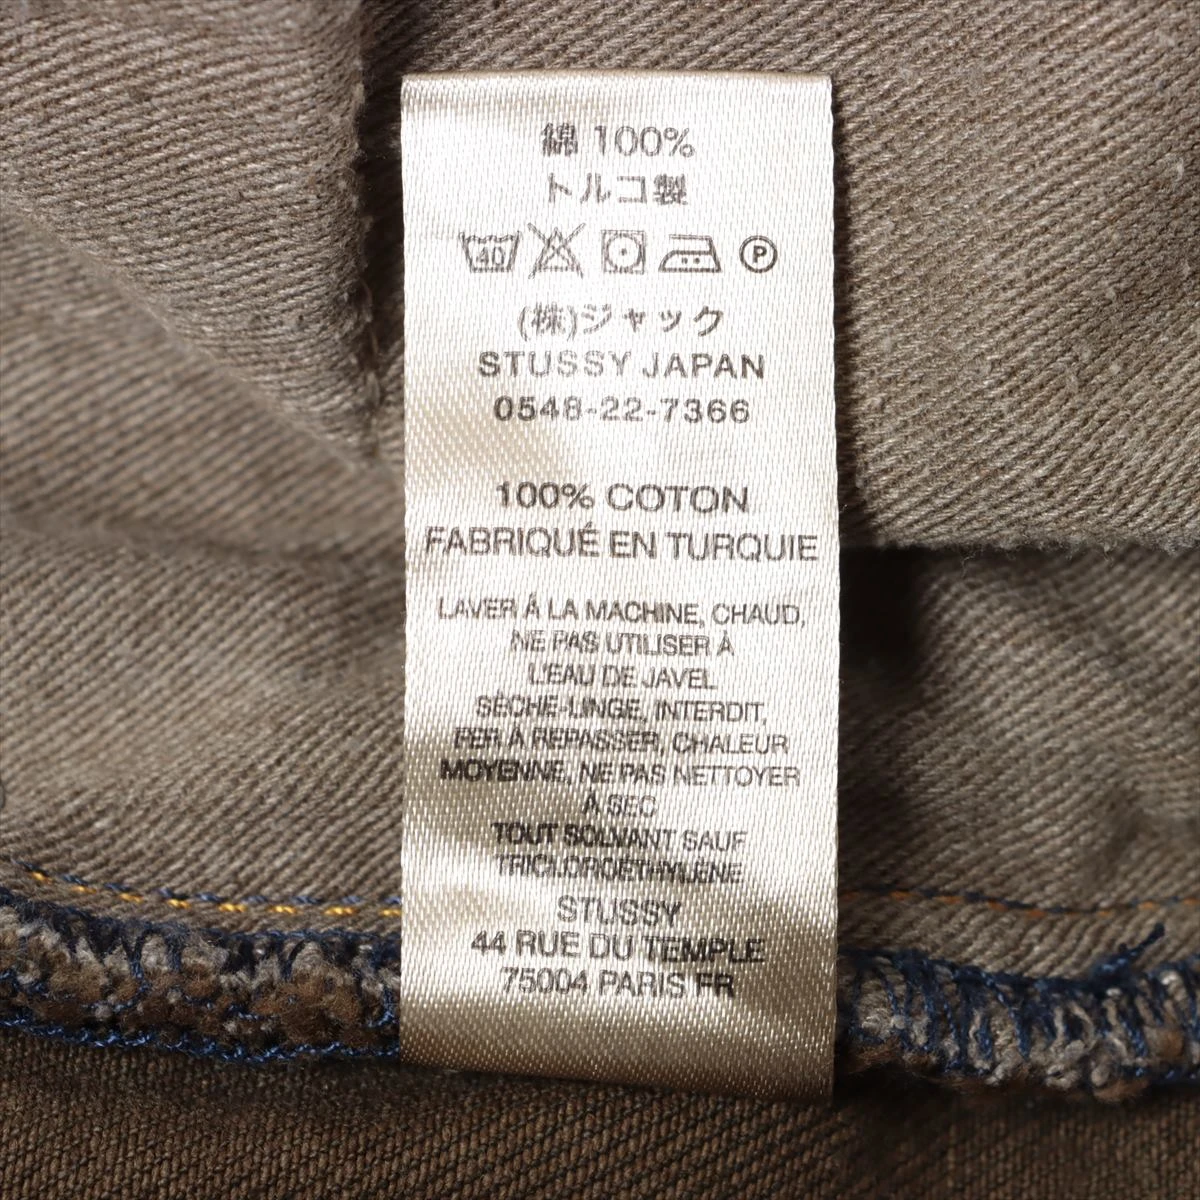 綿 100%
トルコ製
40 P
(株)ジャック
STUSSY JAPAN
0548-22-7366
100% COTON
FABRIQUÉ EN TURQUIE
LAVER À LA MACHINE, CHAUD,
NE PAS UTILISER À
L'EAU DE JAVEL
SÈCHE-LINGE, INTERDIT,
FER À REPASSER, CHALEUR
MOYENNE, NE PAS NETTOYER
À SEC
TOUT SOLVANT SAUF
TRICLOROÉTHYLÈNE
STUSSY
44 RUE DU TEMPLE
75004 PARIS FR